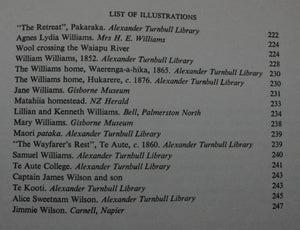 LIST OF ILLUSTRATIONS
"The Retreat", Pakaraka. Alexander Turnbull Library 222
Agnes Lydia Williams. Mrs H. E. Williams 224
Wool crossing the Waiapu River 224
William Williams, 1852. Alexander Turnbull Library 230
The Williams home, Waerenga-a-hika, 1865. Alexander Turnbull Library 230
The Williams home, Hukarere, c. 1876. Alexander Turnbull Library 230
Jane Williams. Gisborne Museum 231
Matahiia homestead. NZ Herald 233
Lillian and Kenneth Williams. Bell, Palmerston North 234
Mary Williams. Gisborne Museum 238
Maori pataka. Alexander Turnbull Library 239
"The Wayfarer's Rest", Te Aute, c. 1860. Alexander Turnbull Library 239
Samuel Williams. Alexander Turnbull Library 240
Te Aute College. Alexander Turnbull Library 241
Captain James Wilson and son 243
Te Kooti. Alexander Turnbull Library 243
Alice Sweetnam Wilson. Alexander Turnbull Library 245
Jimmie Wilson. Carnell, Napier 247